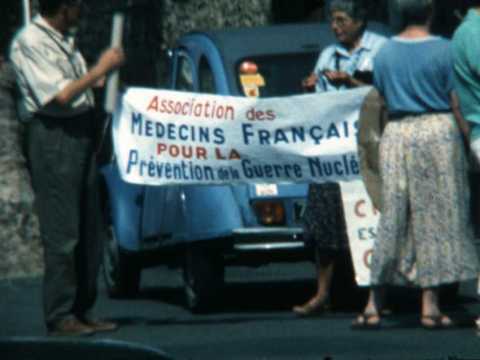 Association des
MEDECINS FRANÇAIS
POUR LA
Prévention de la Guerre Nuclé